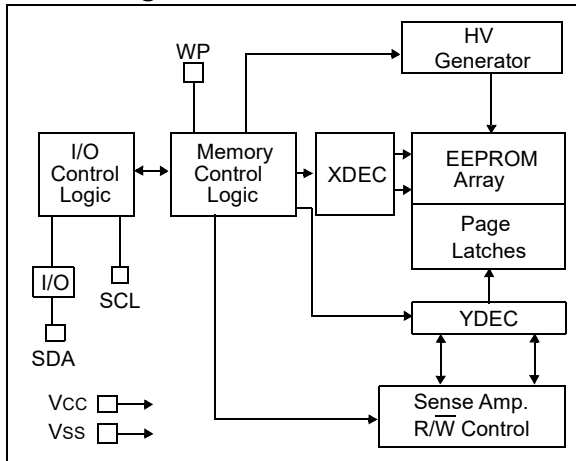 WP
HV
Generator
I/O
Control
Logic
Memory
Control
Logic
XDEC
EEPROM
Array
Page
Latches
I/O
SCL
SDA
YDEC
VCC
VSS
Sense Amp.
R/W̅ Control